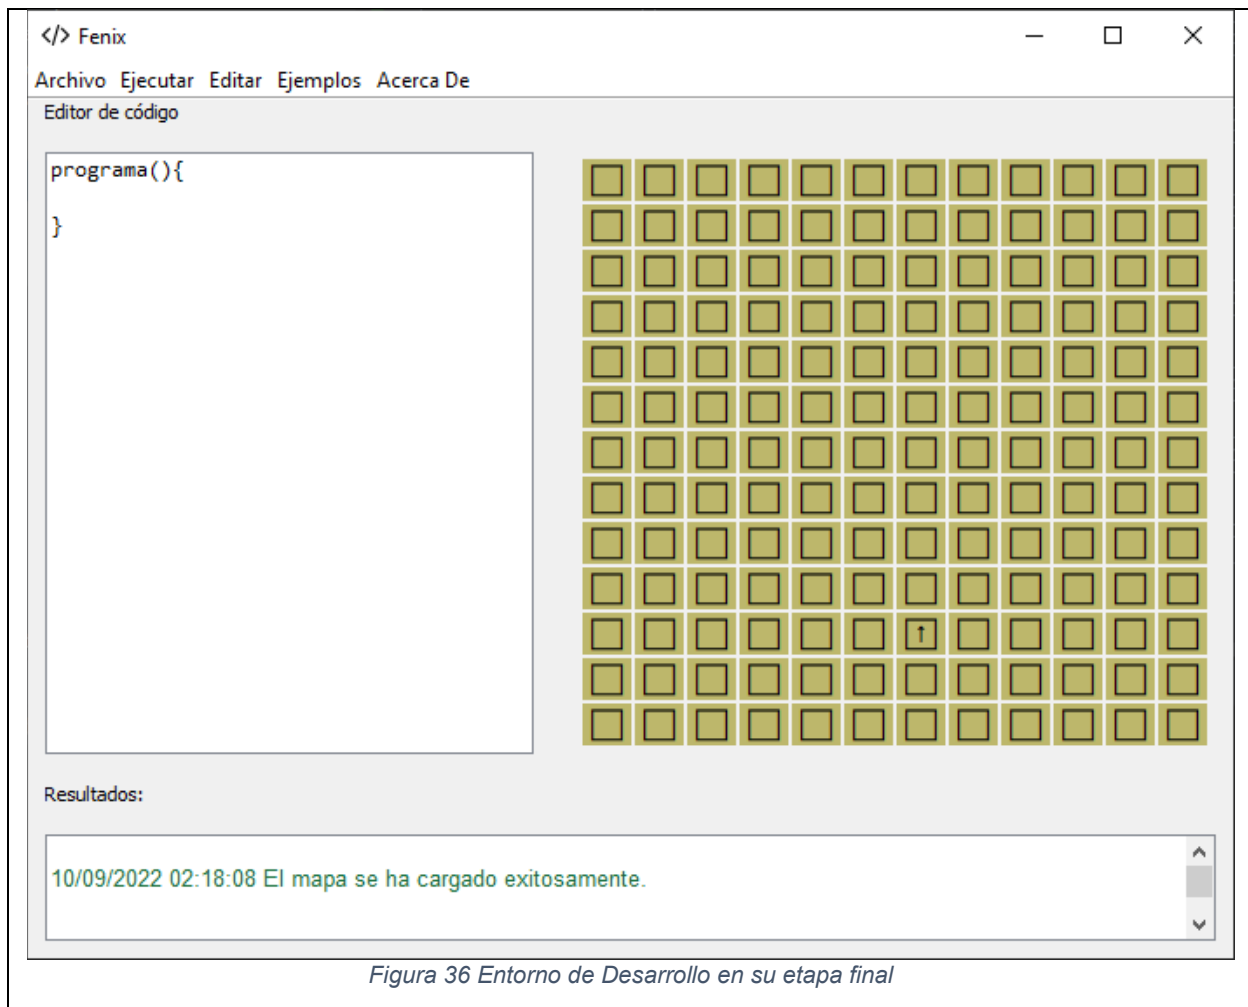 </> Fenix
Archivo Ejecutar Editar Ejemplos Acerca De
Editor de código
programa(){
}
↑
Resultados:
10/09/2022 02:18:08 El mapa se ha cargado exitosamente.
Figura 36 Entorno de Desarrollo en su etapa final